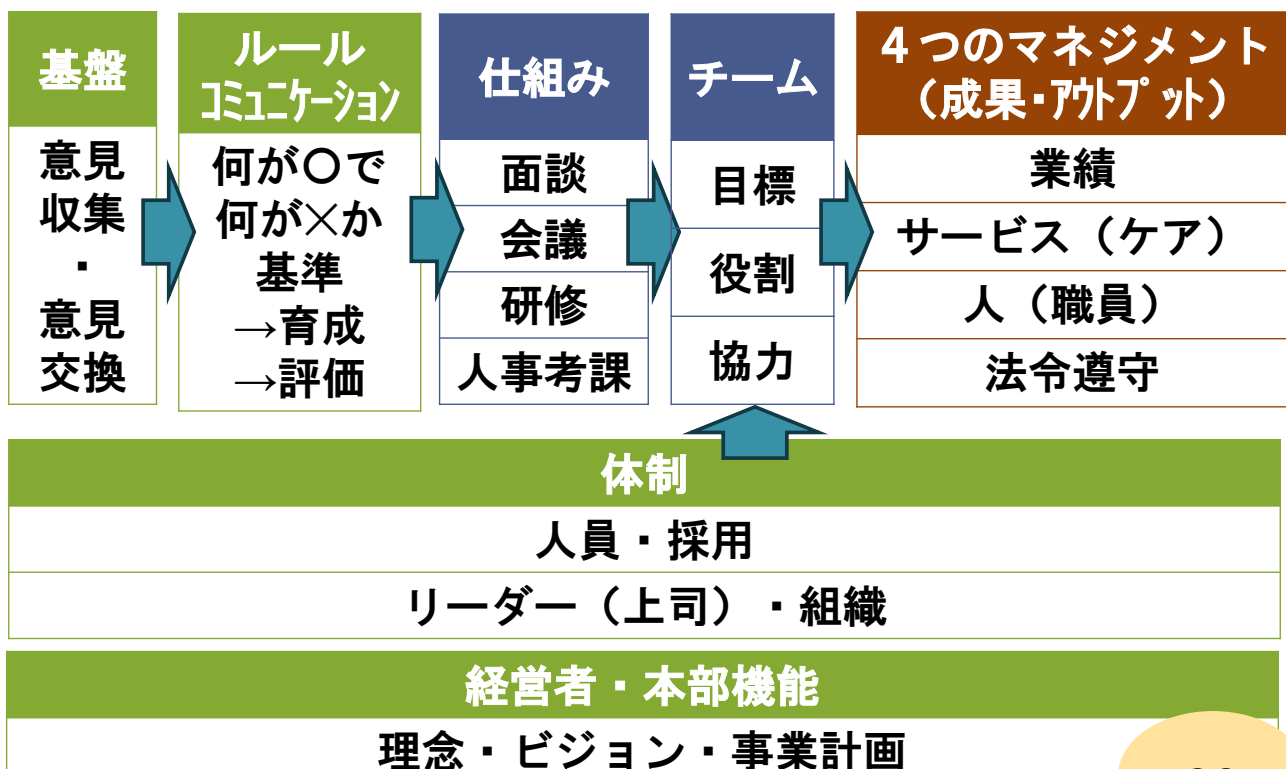 基盤
意見
収集
・
意見
交換
ルール
コミュニケーション
何が〇で
何が×か
基準
→育成
→評価
仕組み
面談
会議
研修
人事考課
チーム
目標
役割
協力
４つのマネジメント
（成果・アウトプット）
業績
サービス（ケア）
人（職員）
法令遵守
体制
人員・採用
リーダー（上司）・組織
経営者・本部機能
理念・ビジョン・事業計画